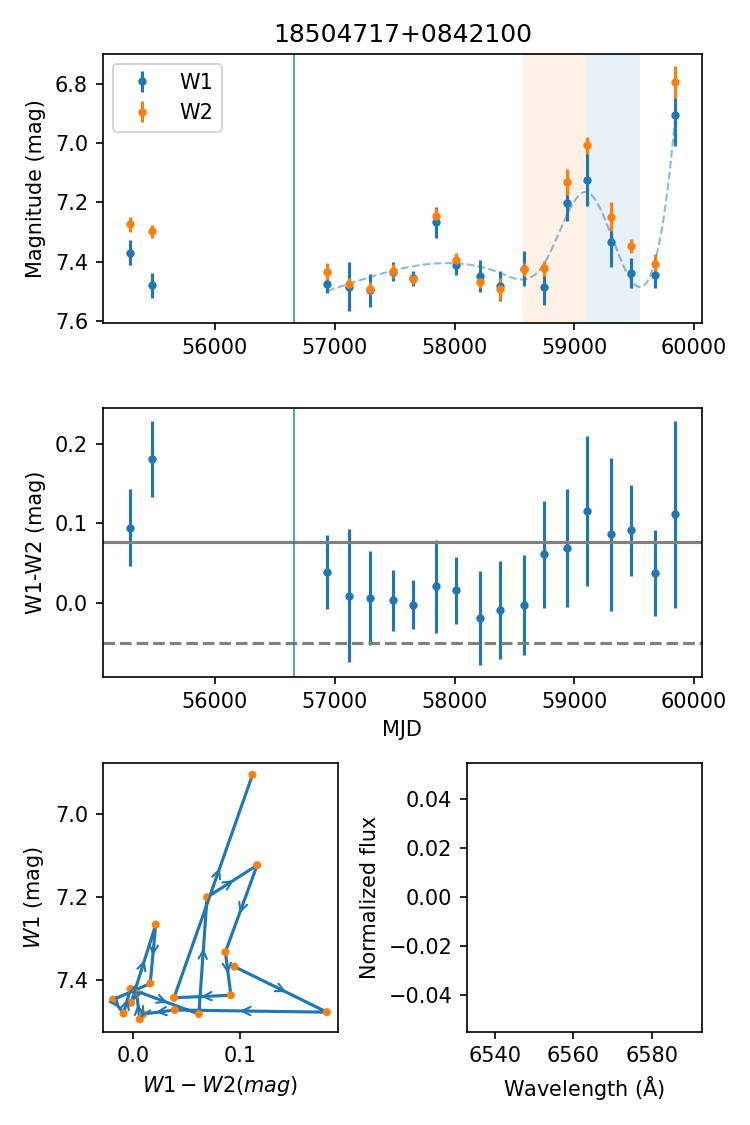 18504717+0842100
Magnitude (mag)
W1
W2
6.8
7.0
7.2
7.4
7.6
56000 57000 58000 59000 60000
W1-W2 (mag)
0.2
0.1
0.0
56000 57000 58000 59000 60000
MJD
W1 (mag)
7.0
7.2
7.4
0.0 0.1
W1 − W2(mag)
Normalized flux
0.04
0.02
0.00
−0.02
−0.04
6540 6560 6580
Wavelength (Å)